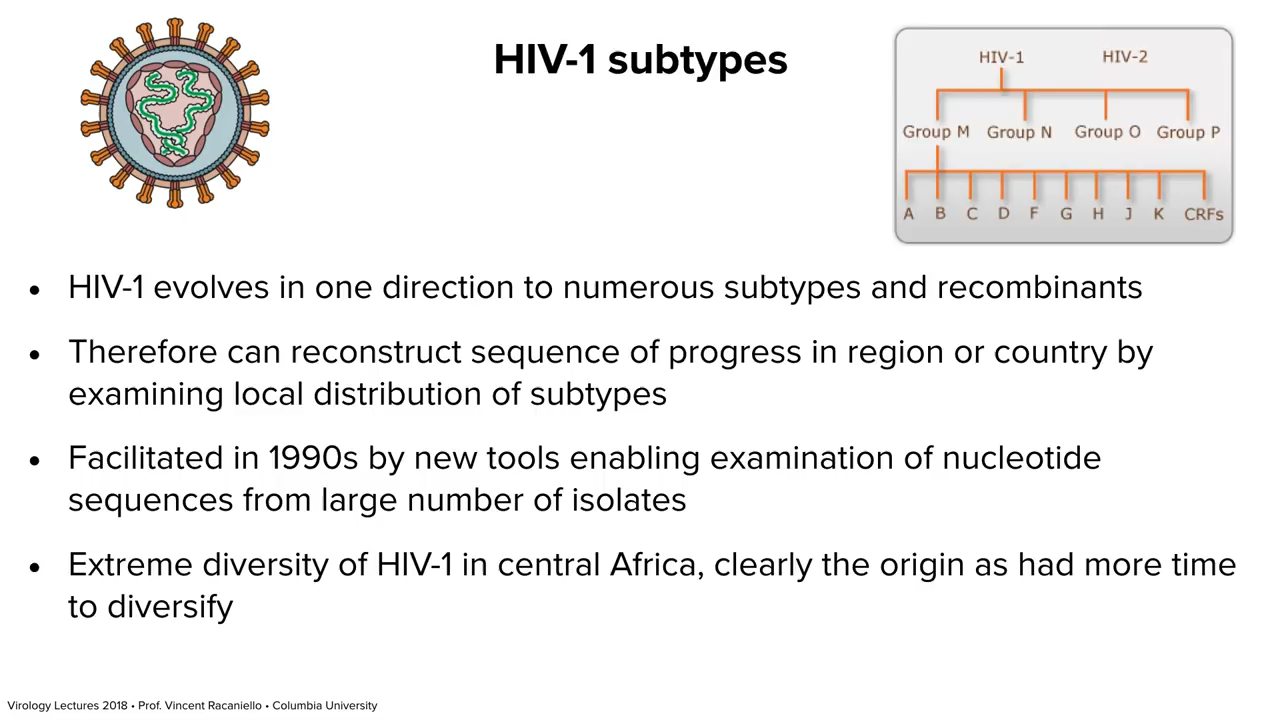 HIV-1 subtypes
HIV-1 HIV-2
Group M Group N Group O Group P
A B C D F G H J K CRFs
• HIV-1 evolves in one direction to numerous subtypes and recombinants
• Therefore can reconstruct sequence of progress in region or country by
examining local distribution of subtypes
• Facilitated in 1990s by new tools enabling examination of nucleotide
sequences from large number of isolates
• Extreme diversity of HIV-1 in central Africa, clearly the origin as had more time
to diversify
Virology Lectures 2018 • Prof. Vincent Racaniello • Columbia University